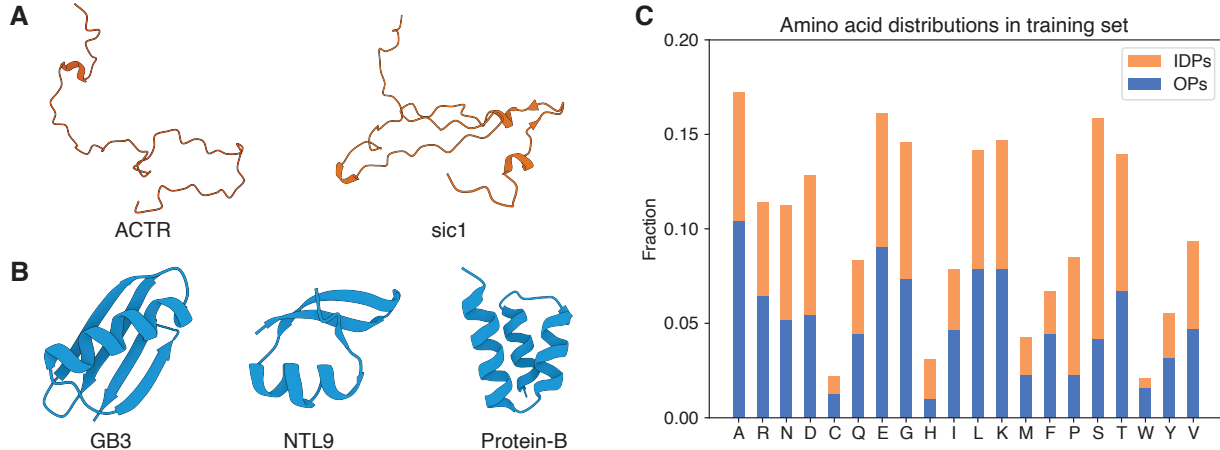 A
ACTR
sic1
B
GB3
NTL9
Protein-B
C
Amino acid distributions in training set
0.20
0.15
0.10
0.05
0.00
Fraction
IDPs
OPs
A R N D C Q E G H I L K M F P S T W Y V